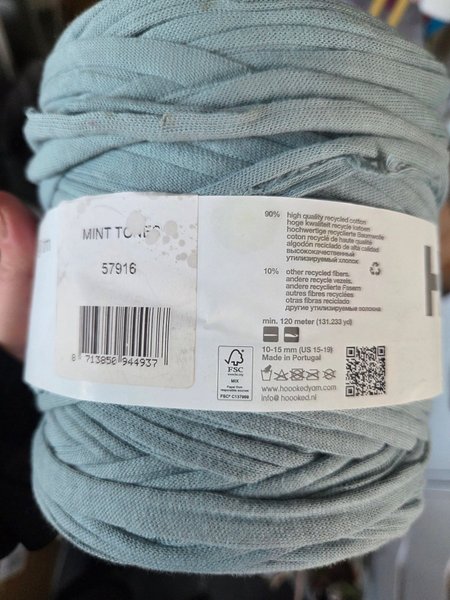 MINT TONES
57916
8 713850 944937
90% high quality recycled cotton
hoge kwaliteit recycle katoen
hochwertige recycelte Baumwolle
coton recyclé de haute qualité
algodón reciclado de alta calidad
высококачественный
утилизируемый хлопок
10% other recycled fibers.
andere recycle vezels.
andere recycelte Fasern
autres fibres recyclées
otras fibras reciclado.
другие утилизируемые волокна
min. 120 meter (131.233 yd)
10-15 mm (US 15-19)
Made in Portugal
FSC
MIX
www.hoookedyarn.com
info@hoooked.nl